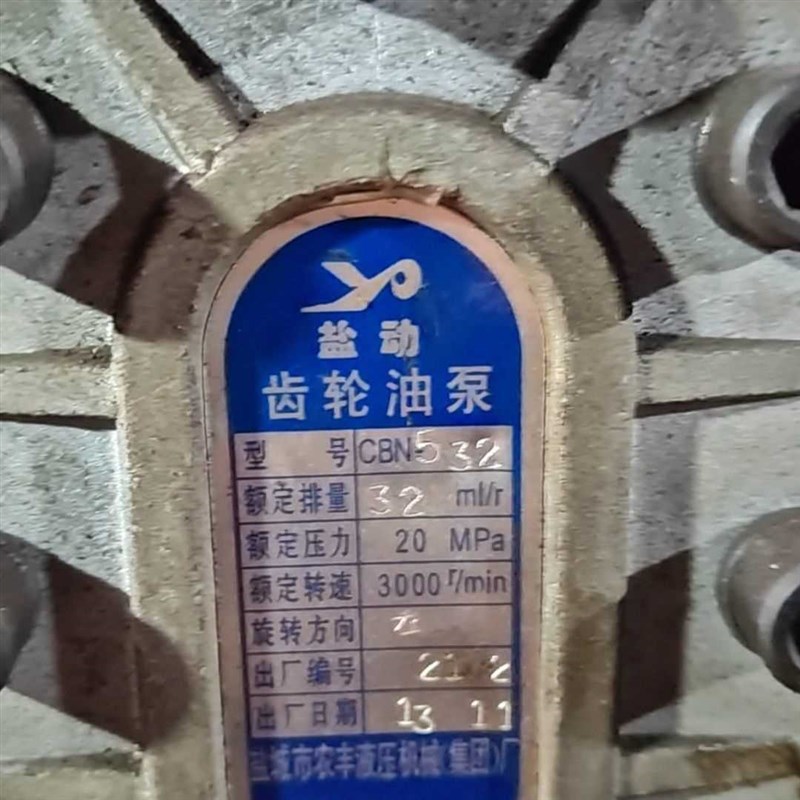 盐动
齿轮油泵
型号 CBN-532
额定排量 32 ml/r
额定压力 20 MPa
额定转速 3000 r/min
旋转方向 左
出厂编号
出厂日期 13 11
盐城市农丰液压机械(集团)厂